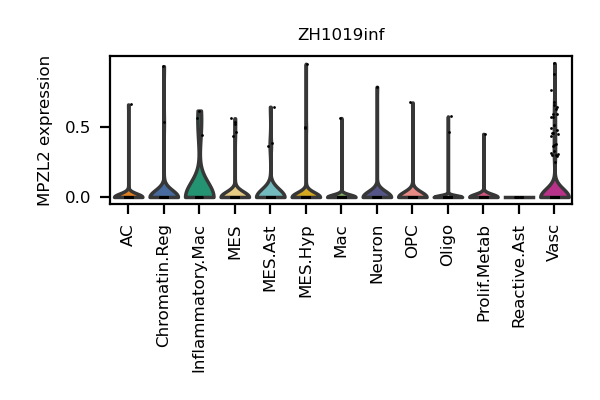 ZH1019inf
MPZL2 expression
0.5
0.0
AC
Chromatin.Reg
Inflammatory.Mac
MES
MES.Ast
MES.Hyp
Mac
Neuron
OPC
Oligo
Prolif.Metab
Reactive.Ast
Vasc